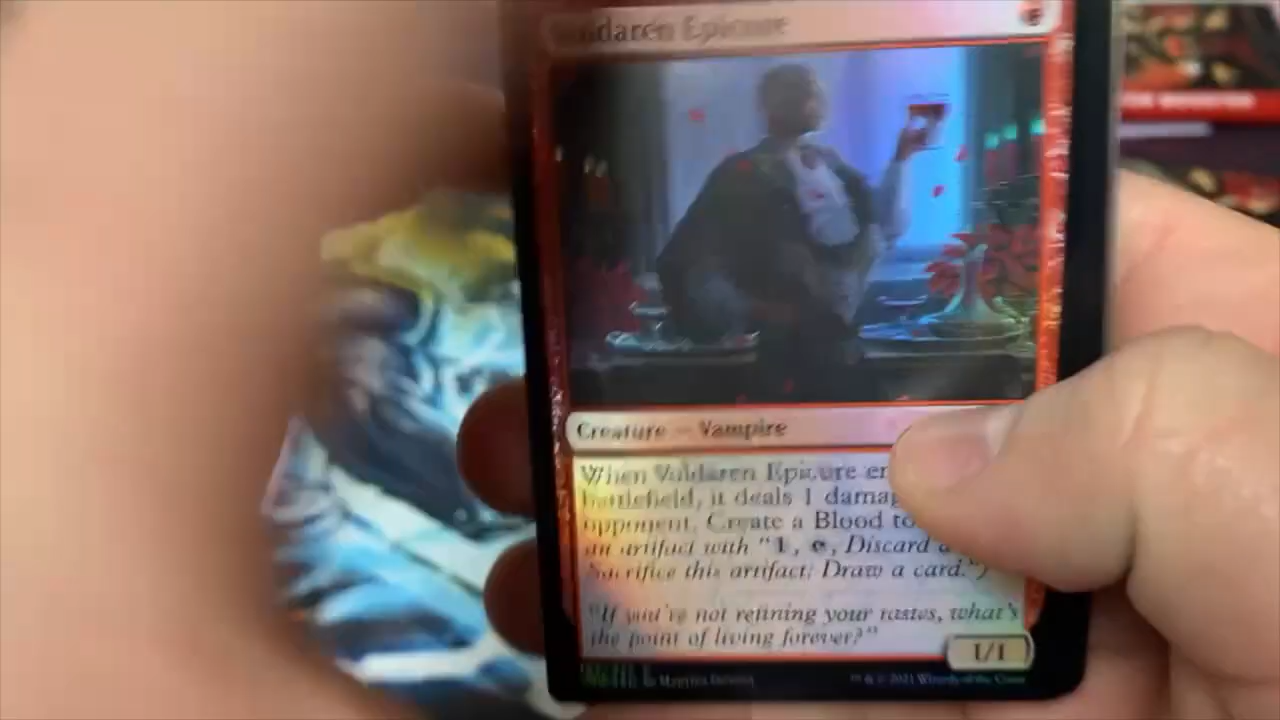 Voldaren Epicure
Creature — Vampire
When Voldaren Epicure en
battlefield, it deals 1 damag
opponent. Create a Blood to
an artifact with "1, T, Discard a
Sacrifice this artifact: Draw a card.")
"If you're not refining your tastes, what's
the point of living forever?"
1/1
™ & © 2021 Wizards of the Coast